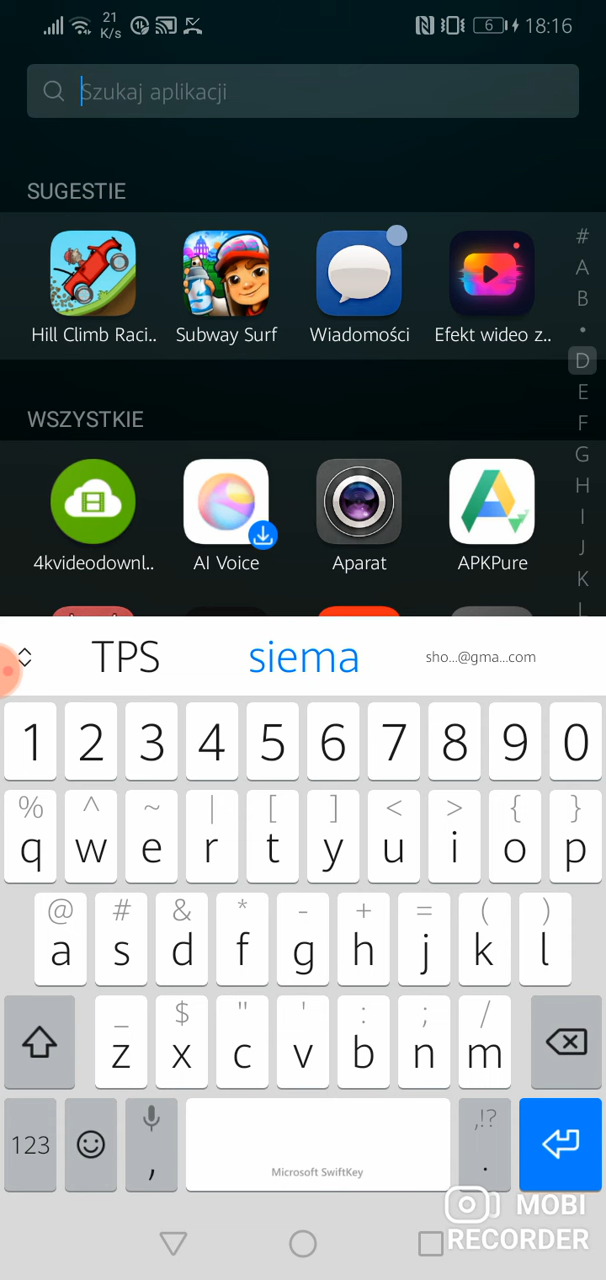 21
K/s
6
18:16
Szukaj aplikacji
SUGESTIE
Hill Climb Raci..
Subway Surf
Wiadomości
Efekt wideo z..
#
A
B
•
D
E
F
G
H
I
J
K
L
WSZYSTKIE
4kvideodownl..
AI Voice
Aparat
APKPure
TPS siema sho...@gma...com
1 2 3 4 5 6 7 8 9 0
% ^ ~ | [ ] < > { }
q w e r t y u i o p
@ # & * - + = ( )
a s d f g h j k l
_ $ " ' : ; /
z x c v b n m
,!?
123 , .
Microsoft SwiftKey
MOBI
RECORDER